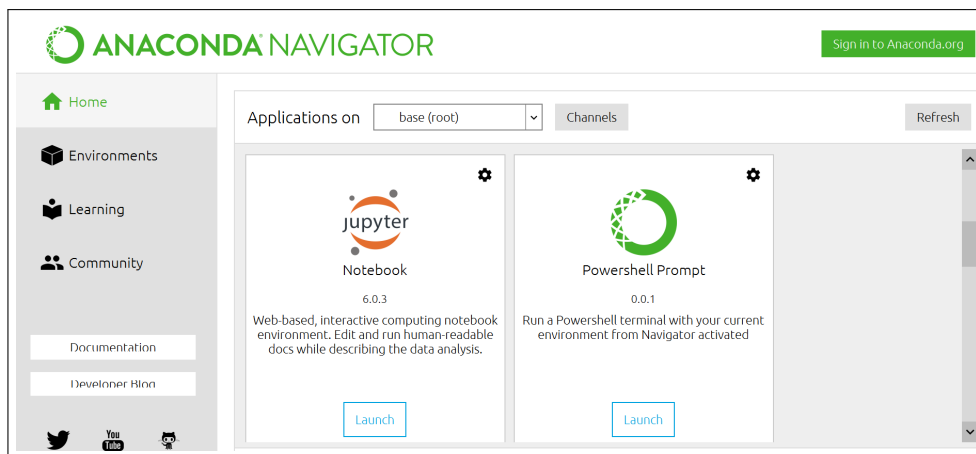 ANACONDA NAVIGATOR
Sign in to Anaconda.org
Home
Environments
Learning
Community
Documentation
Developer Blog
You
Tube
Applications on
base (root)
Channels
Refresh
jupyter
Notebook
6.0.3
Web-based, interactive computing notebook
environment. Edit and run human-readable
docs while describing the data analysis.
Launch
Powershell Prompt
0.0.1
Run a Powershell terminal with your current
environment from Navigator activated
Launch